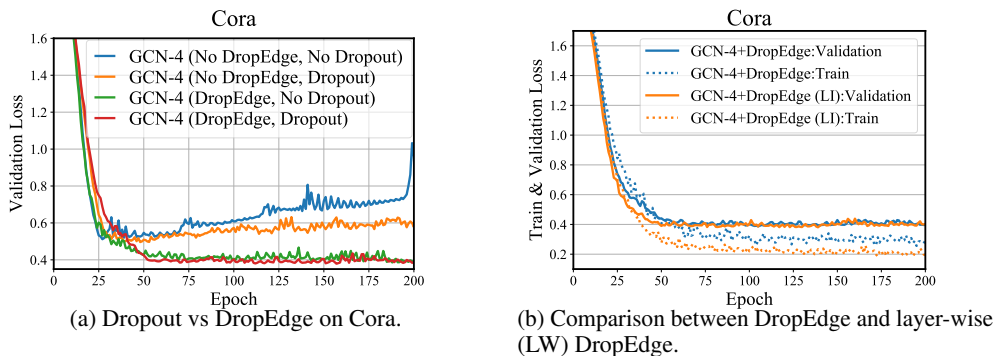 Cora
1.6
1.4
1.2
1.0
0.8
0.6
0.4
Validation Loss
GCN-4 (No DropEdge, No Dropout)
GCN-4 (No DropEdge, Dropout)
GCN-4 (DropEdge, No Dropout)
GCN-4 (DropEdge, Dropout)
0 25 50 75 100 125 150 175 200
Epoch
(a) Dropout vs DropEdge on Cora.
Cora
1.6
1.4
1.2
1.0
0.8
0.6
0.4
0.2
Train & Validation Loss
GCN-4+DropEdge:Validation
GCN-4+DropEdge:Train
GCN-4+DropEdge (LI):Validation
GCN-4+DropEdge (LI):Train
0 25 50 75 100 125 150 175 200
Epoch
(b) Comparison between DropEdge and layer-wise
(LW) DropEdge.